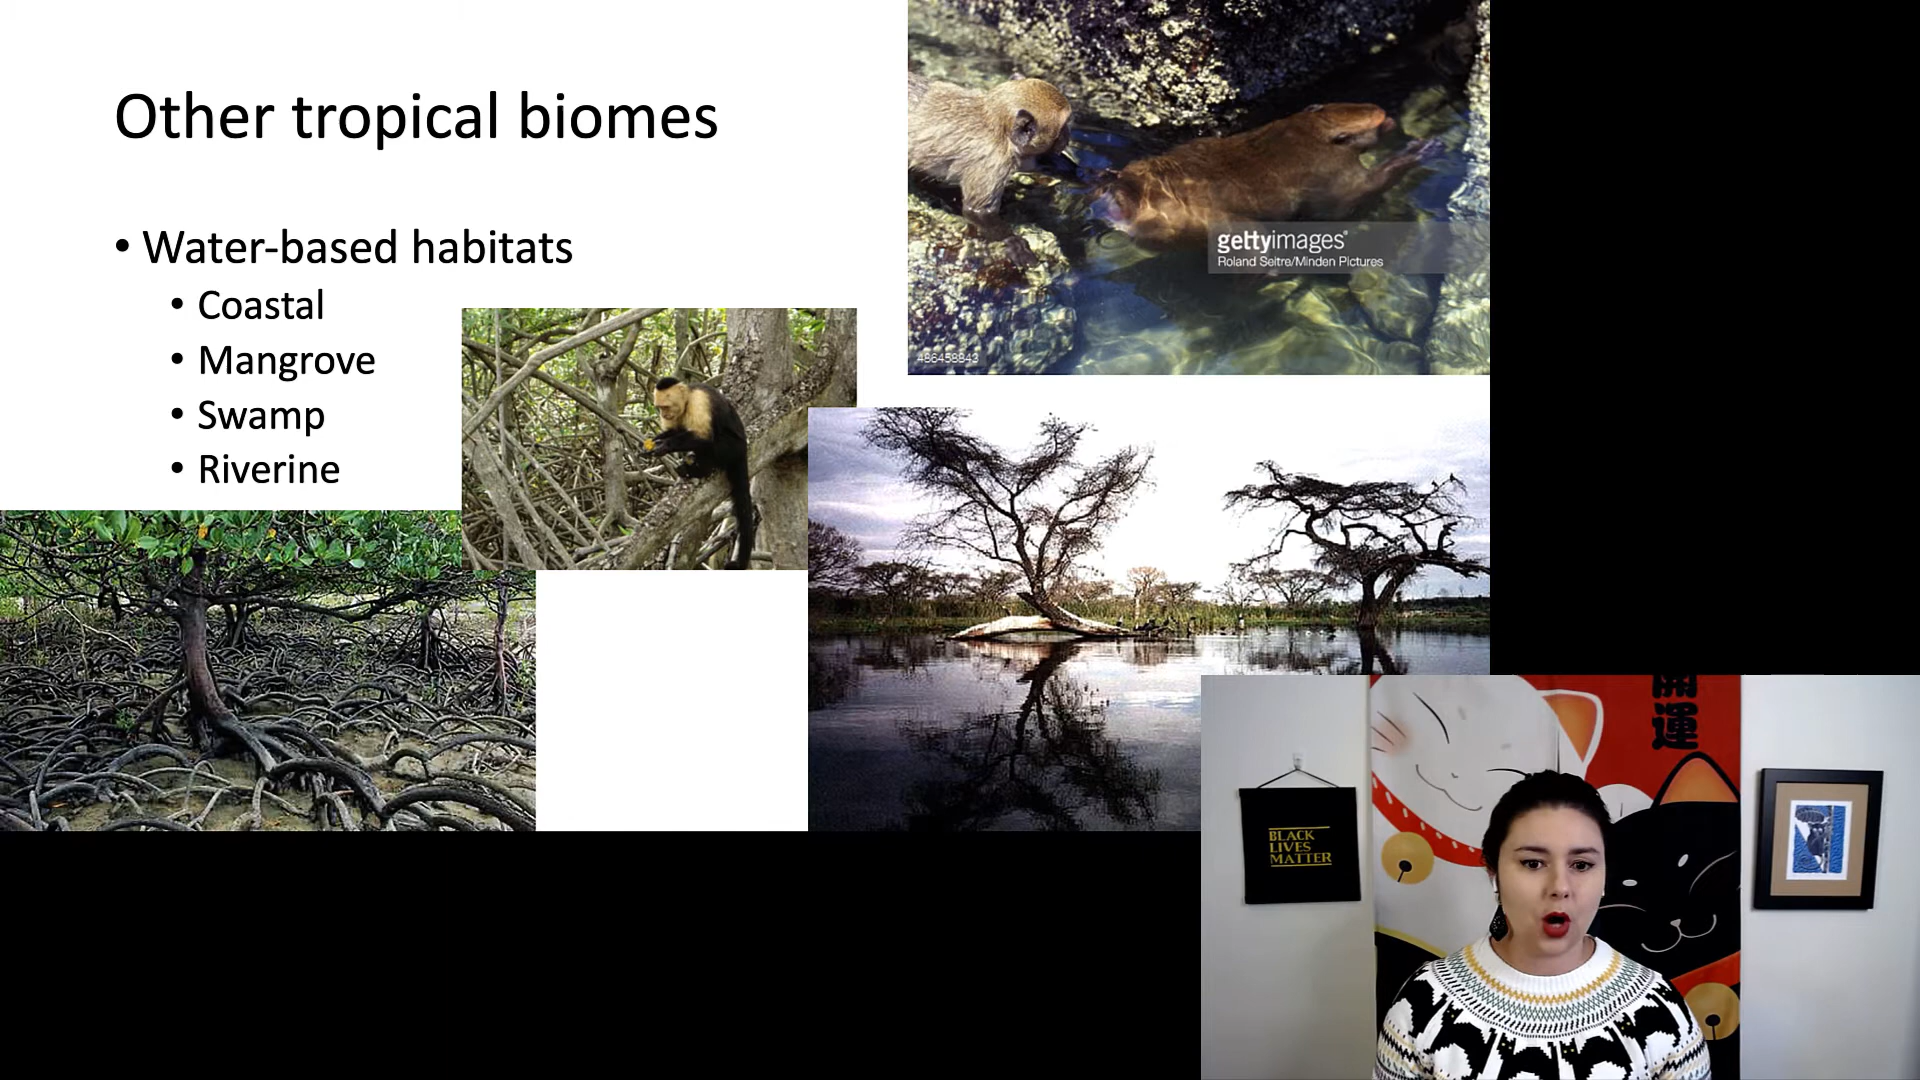 Other tropical biomes
• Water-based habitats
• Coastal
• Mangrove
• Swamp
• Riverine
gettyimages®
Roland Seitre/Minden Pictures
486458843
開
運
BLACK
LIVES
MATTER